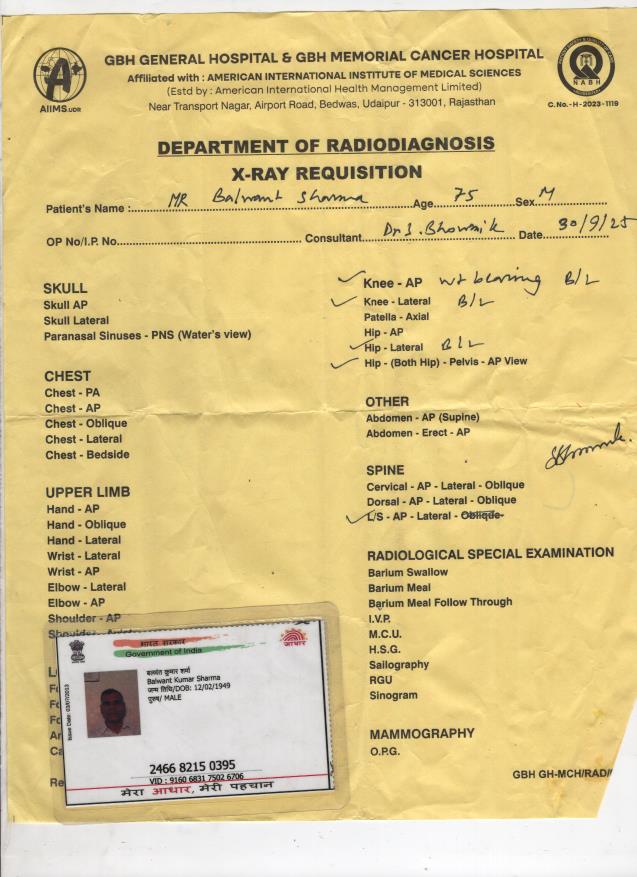 GBH GENERAL HOSPITAL & GBH MEMORIAL CANCER HOSPITAL
Affiliated with : AMERICAN INTERNATIONAL INSTITUTE OF MEDICAL SCIENCES
(Estd by : American International Health Management Limited)
Near Transport Nagar, Airport Road, Bedwas, Udaipur - 313001, Rajasthan
AIIMS.UDR
NABH
C.No.-H-2023-1119
DEPARTMENT OF RADIODIAGNOSIS
X-RAY REQUISITION
Patient's Name : MR Balwant Sharma Age 75 Sex M
OP No/I.P. No. Consultant Dr S. Bhowmik Date 30/9/25
SKULL
Skull AP
Skull Lateral
Paranasal Sinuses - PNS (Water's view)
CHEST
Chest - PA
Chest - AP
Chest - Oblique
Chest - Lateral
Chest - Bedside
UPPER LIMB
Hand - AP
Hand - Oblique
Hand - Lateral
Wrist - Lateral
Wrist - AP
Elbow - Lateral
Elbow - AP
Shoulder - AP
✓ Knee - AP wt bearing B/L
✓ Knee - Lateral B/L
Patella - Axial
Hip - AP
✓ Hip - Lateral B/L
✓ Hip - (Both Hip) - Pelvis - AP View
OTHER
Abdomen - AP (Supine)
Abdomen - Erect - AP
SPINE
Cervical - AP - Lateral - Oblique
Dorsal - AP - Lateral - Oblique
✓ L/S - AP - Lateral - Oblique
RADIOLOGICAL SPECIAL EXAMINATION
Barium Swallow
Barium Meal
Barium Meal Follow Through
I.V.P.
M.C.U.
H.S.G.
Sailography
RGU
Sinogram
MAMMOGRAPHY
O.P.G.
GBH GH-MCH/RAD/
भारत सरकार
Government of India
आधार
Issue Date: 03/07/2013
बलवंत कुमार शर्मा
Balwant Kumar Sharma
जन्म तिथि/DOB: 12/02/1949
पुरुष/ MALE
2466 8215 0395
VID : 9160 6831 7502 6706
मेरा आधार, मेरी पहचान